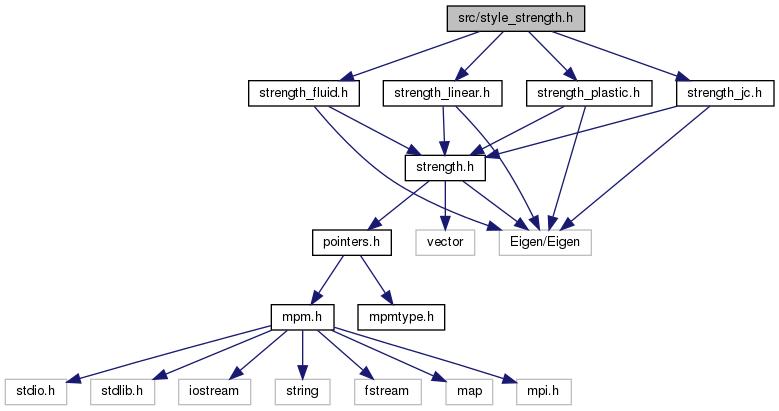 src/style_strength.h
strength_fluid.h
strength_linear.h
strength_plastic.h
strength_jc.h
strength.h
pointers.h
vector
Eigen/Eigen
mpm.h
mpmtype.h
stdio.h
stdlib.h
iostream
string
fstream
map
mpi.h